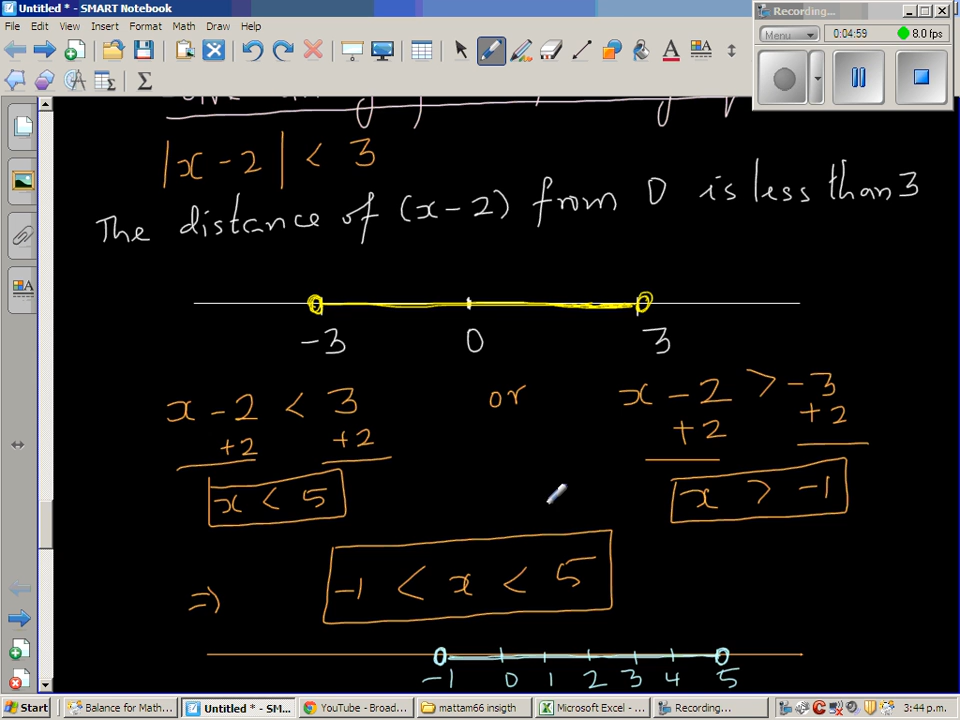 Untitled * - SMART Notebook
File Edit View Insert Format Math Draw Help
Recording...
Menu 0:04:59 8.0 fps
|x-2| < 3
The distance of (x-2) from 0 is less than 3
-3 0 3
x - 2 < 3 or x - 2 > -3
+2 +2 +2 +2
x < 5 x > -1
=> -1 < x < 5
-1 0 1 2 3 4 5
Start Balance for Math... Untitled * - SM... YouTube - Broad... mattam66 insigth Microsoft Excel - ... Recording... 3:44 p.m.